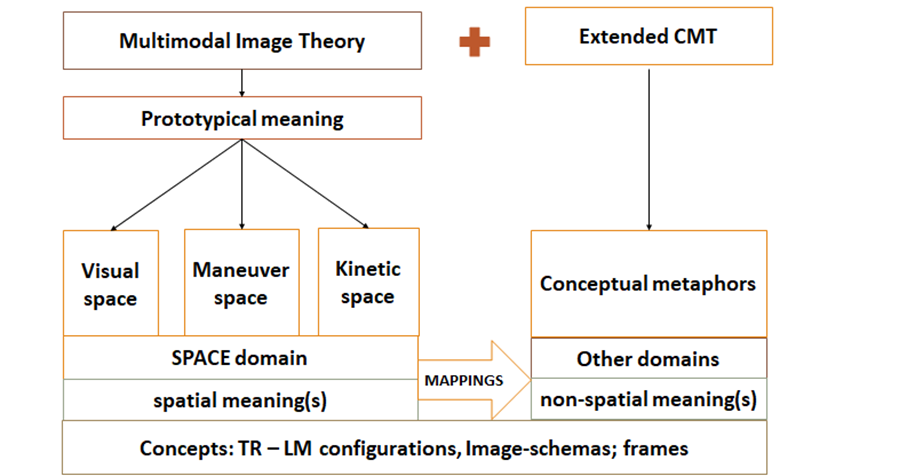 Multimodal Image Theory
Extended CMT
Prototypical meaning
Visual
space
Maneuver
space
Kinetic
space
Conceptual metaphors
SPACE domain
MAPPINGS
Other domains
spatial meaning(s)
non-spatial meaning(s)
Concepts: TR – LM configurations, Image-schemas; frames